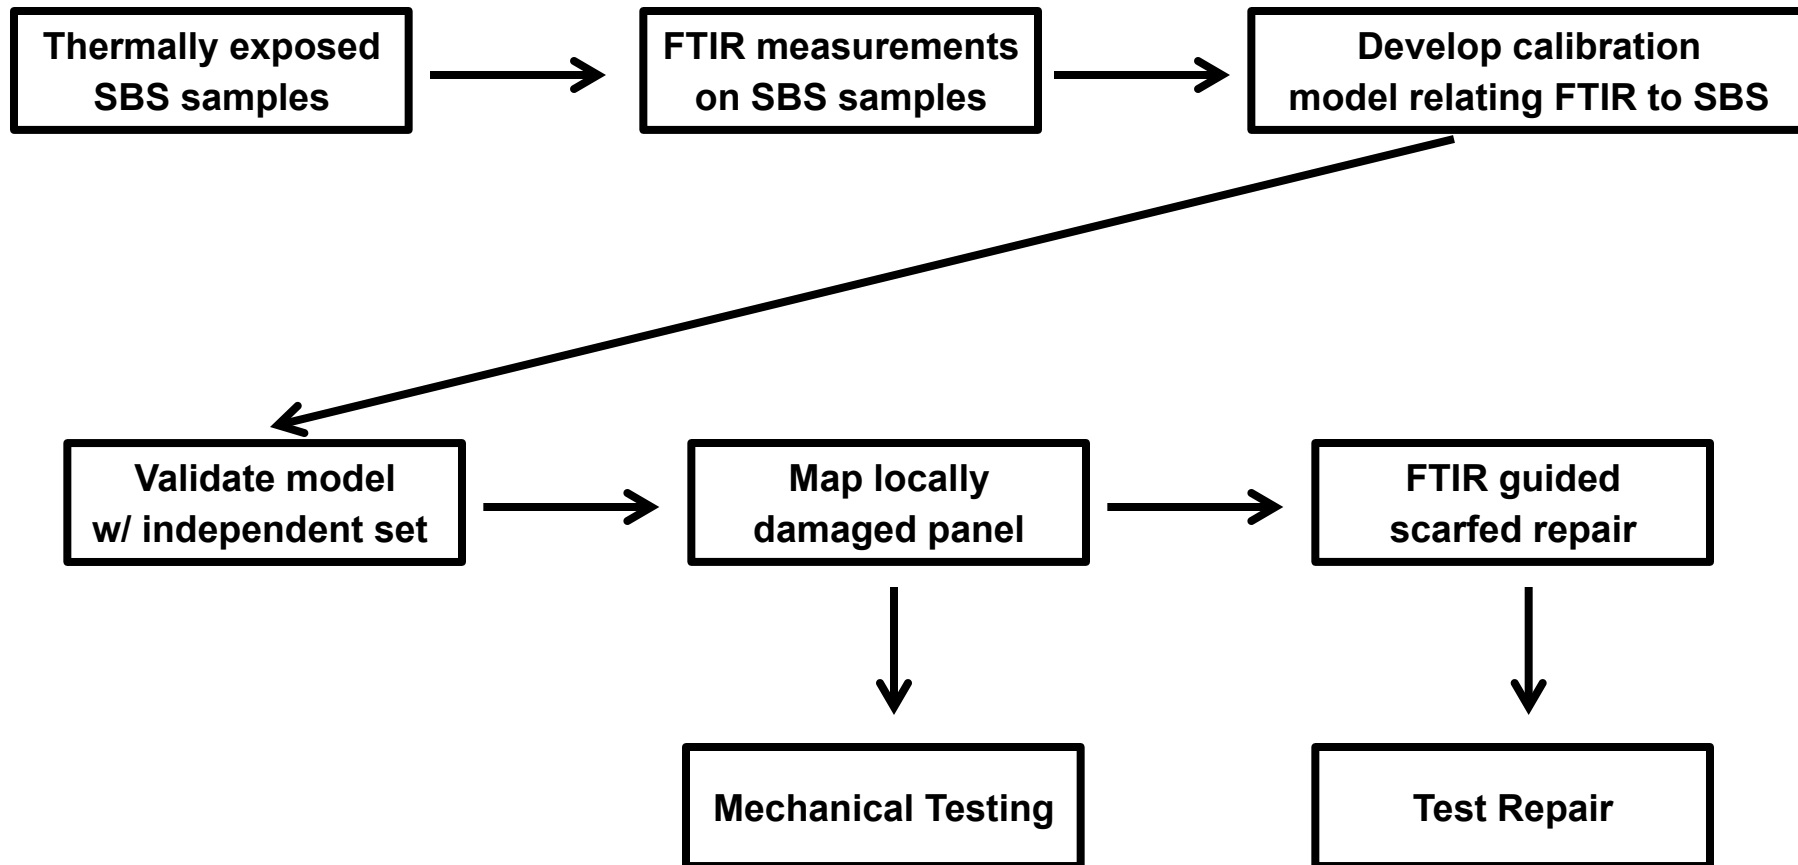 Thermally exposed
SBS samples
FTIR measurements
on SBS samples
Develop calibration
model relating FTIR to SBS
Validate model
w/ independent set
Map locally
damaged panel
FTIR guided
scarfed repair
Mechanical Testing
Test Repair